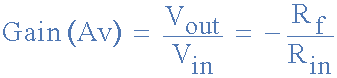 Gain (Av) = Vout / Vin = − Rf / Rin